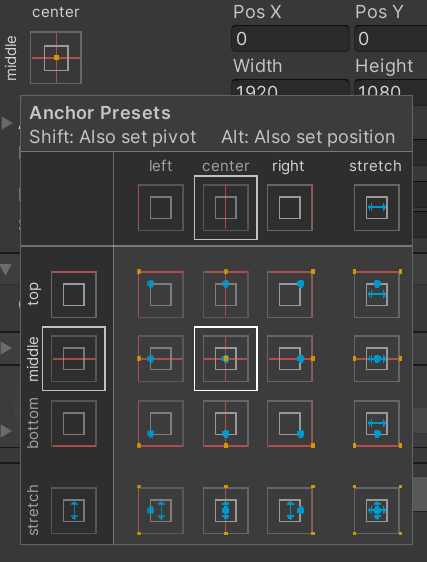 center
Pos X
Pos Y
middle
0
0
Width
Height
1920
1080
Anchor Presets
Shift: Also set pivot
Alt: Also set position
left
center
right
stretch
top
middle
bottom
stretch